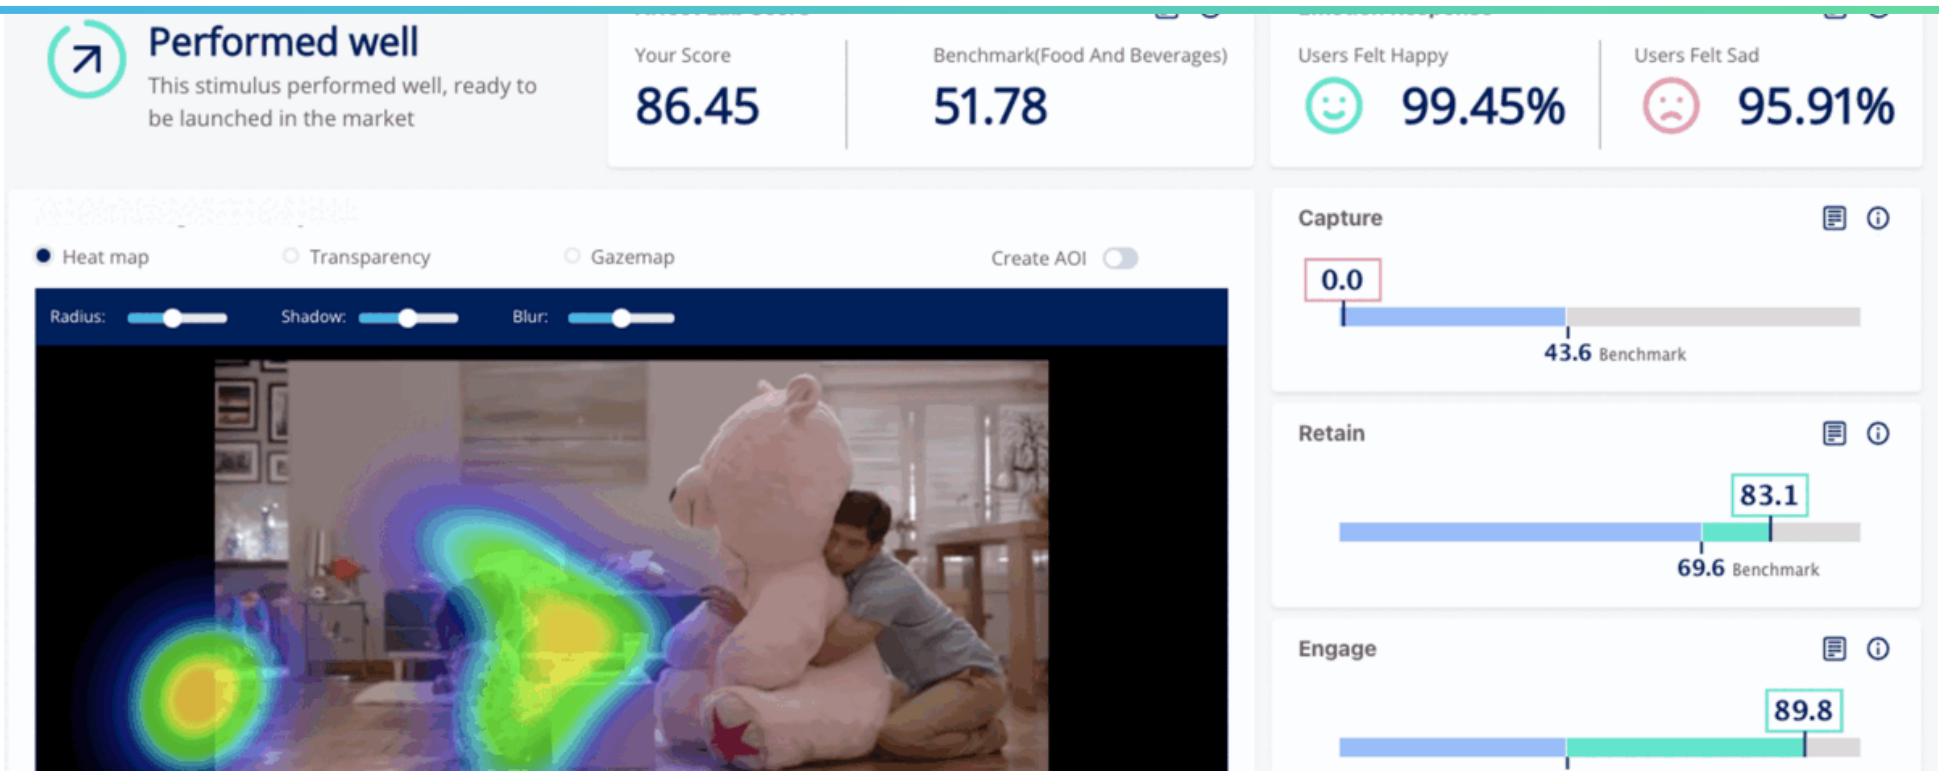 Performed well
This stimulus performed well, ready to
be launched in the market
Your Score
86.45
Benchmark(Food And Beverages)
51.78
Users Felt Happy
99.45%
Users Felt Sad
95.91%
Heat map
Transparency
Gazemap
Create AOI
Radius:
Shadow:
Blur:
Capture
0.0
43.6 Benchmark
Retain
83.1
69.6 Benchmark
Engage
89.8